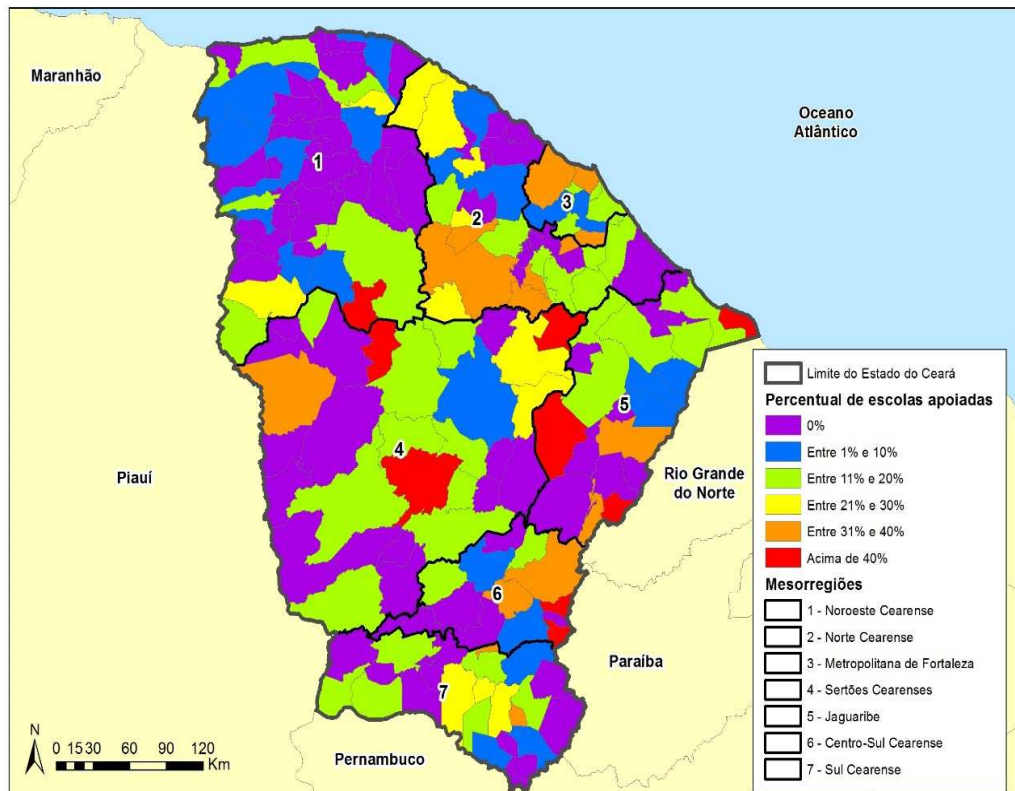 Maranhão
Oceano
Atlântico
1
2
3
4
5
6
7
Piauí
Rio Grande
do Norte
Paraíba
Pernambuco
N
0 15 30 60 90 120
Km
Limite do Estado do Ceará
Percentual de escolas apoiadas
0%
Entre 1% e 10%
Entre 11% e 20%
Entre 21% e 30%
Entre 31% e 40%
Acima de 40%
Mesorregiões
1 - Noroeste Cearense
2 - Norte Cearense
3 - Metropolitana de Fortaleza
4 - Sertões Cearenses
5 - Jaguaribe
6 - Centro-Sul Cearense
7 - Sul Cearense